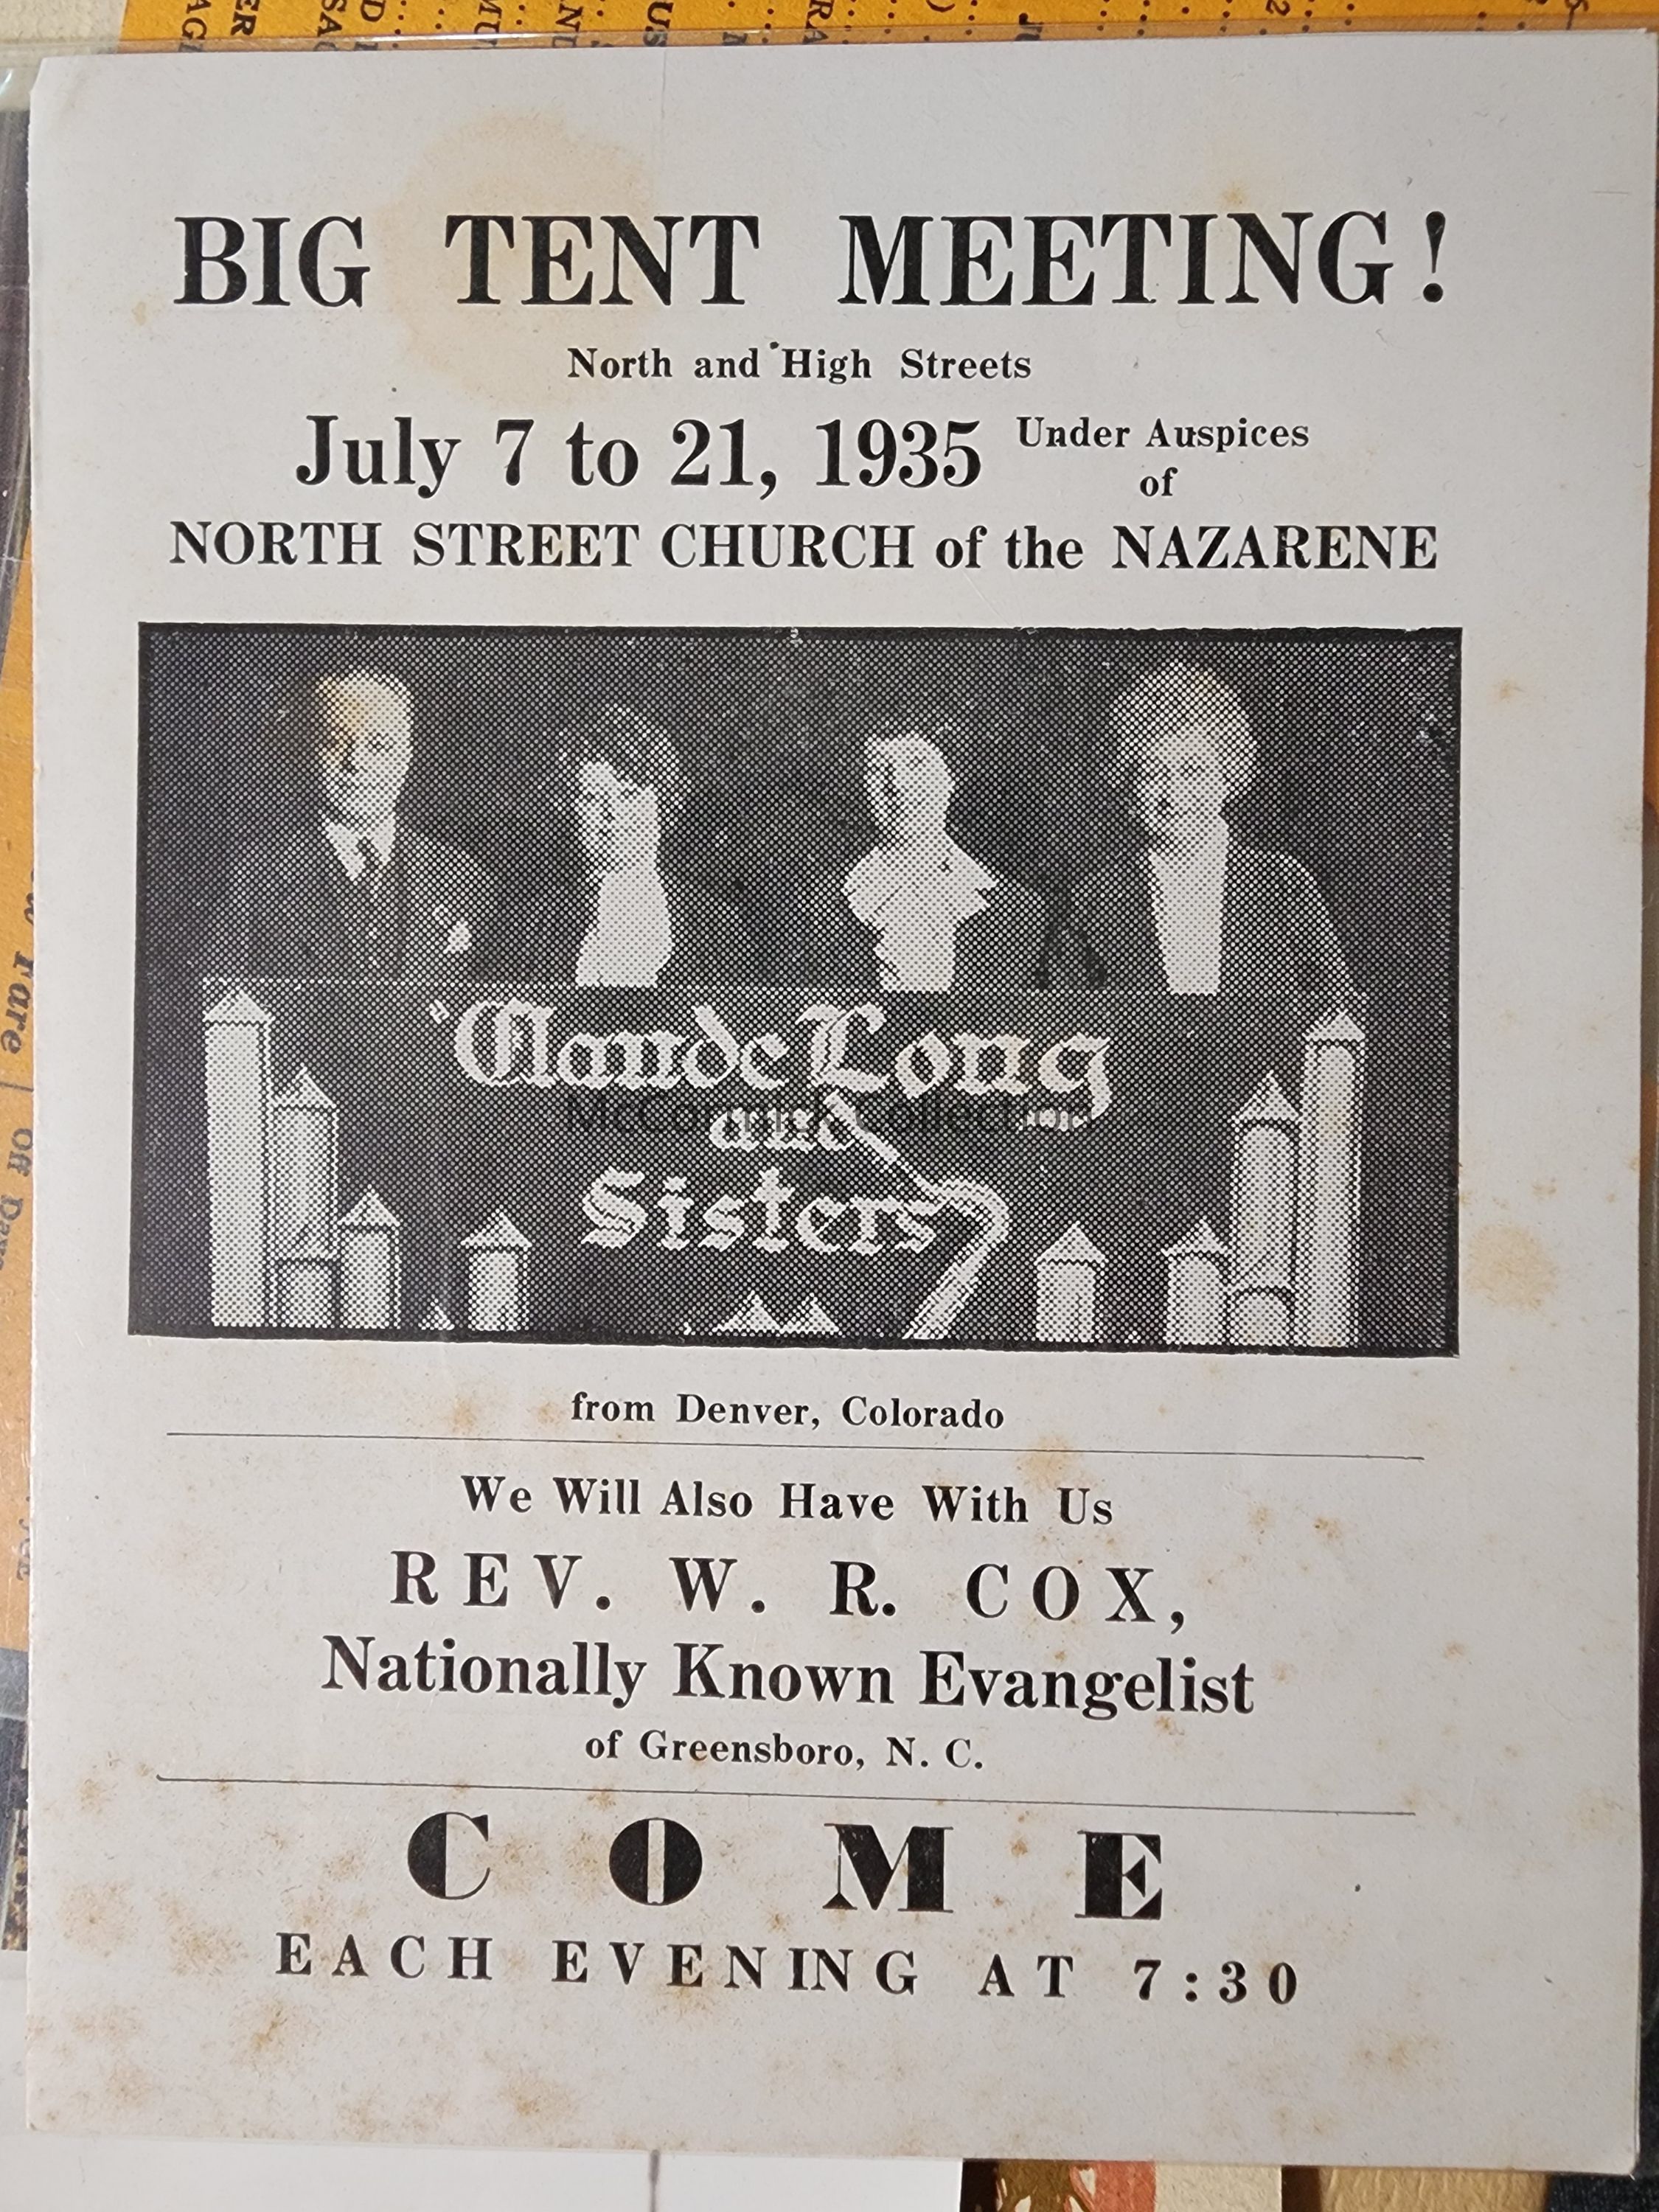 BIG TENT MEETING!
North and High Streets
July 7 to 21, 1935 Under Auspices
of
NORTH STREET CHURCH of the NAZARENE
Claude Long
McCormick Collection
and
Sisters
from Denver, Colorado
We Will Also Have With Us
REV. W. R. COX,
Nationally Known Evangelist
of Greensboro, N. C.
COME
EACH EVENING AT 7:30